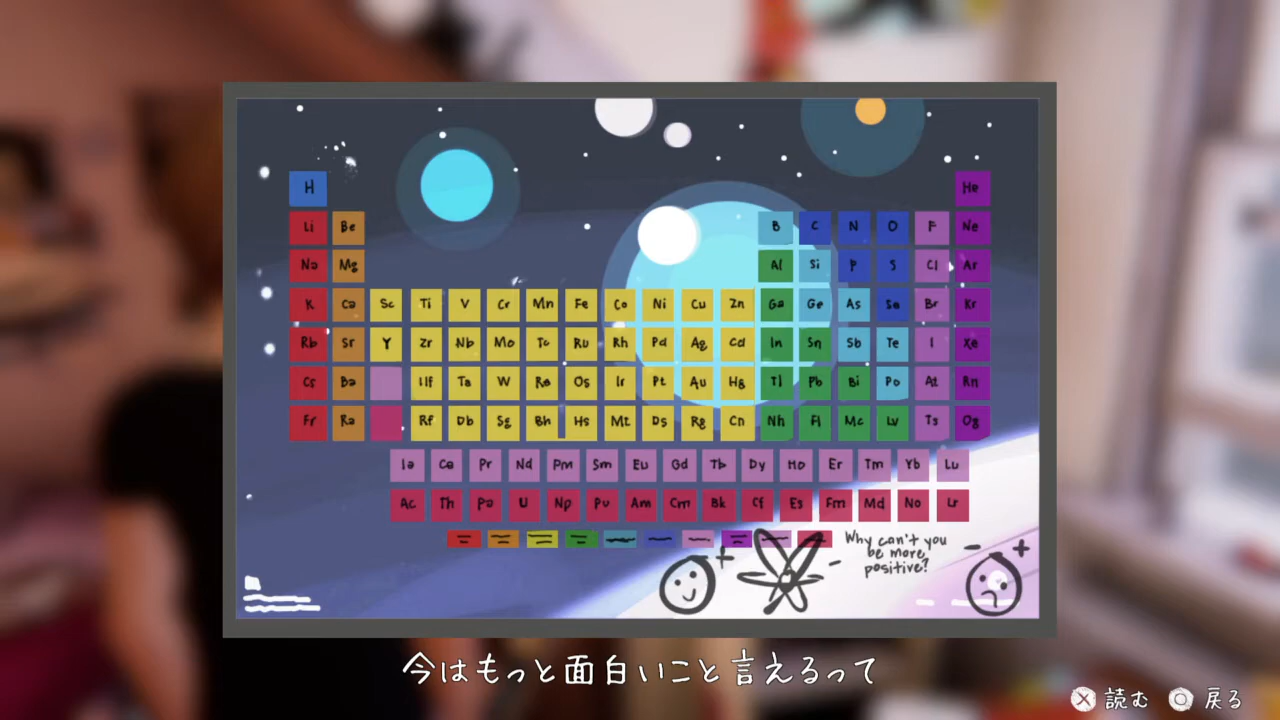 H He
Li Be B C N O F Ne
Na Mg Al Si P S Cl Ar
K Ca Sc Ti V Cr Mn Fe Co Ni Cu Zn Ga Ge As Se Br Kr
Rb Sr Y Zr Nb Mo Tc Ru Rh Pd Ag Cd In Sn Sb Te I Xe
Cs Ba Hf Ta W Re Os Ir Pt Au Hg Tl Pb Bi Po At Rn
Fr Ra Rf Db Sg Bh Hs Mt Ds Rg Cn Nh Fl Mc Lv Ts Og
la Ce Pr Nd Pm Sm Eu Gd Tb Dy Ho Er Tm Yb Lu
Ac Th Pa U Np Pu Am Cm Bk Cf Es Fm Md No Lr
Why can't you
be more
positive?
+ - - +
今はもっと面白いこと言えるって
読む 戻る